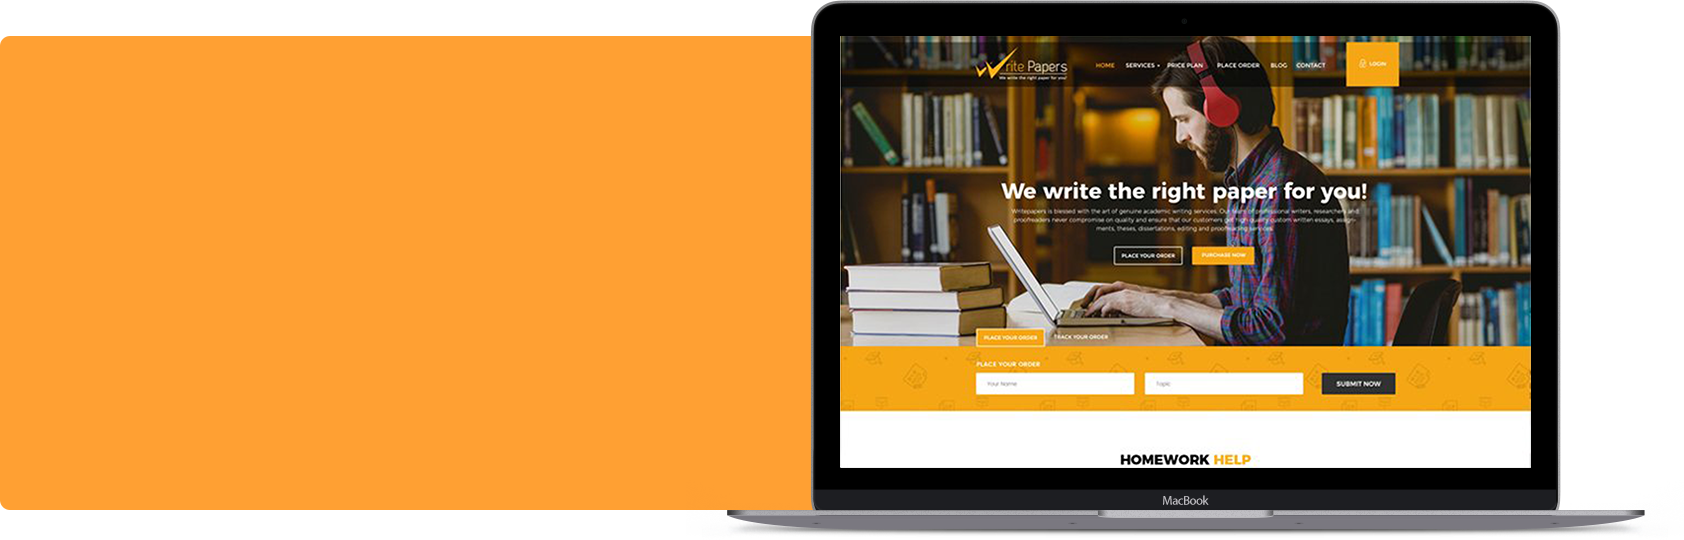 Write Papers
We write the right paper for you!
HOME SERVICES PRICE PLAN PLACE ORDER BLOG CONTACT LOGIN
We write the right paper for you!
Writepapers is blessed with the art of genuine academic writing services. Our team of professional writers, researchers and
proofreaders never compromise on quality and ensure that our customers get high quality custom written essays, assign-
ments, theses, dissertations, editing and proofreading services.
PLACE YOUR ORDER PURCHASE NOW
PLACE YOUR ORDER TRACK YOUR ORDER
PLACE YOUR ORDER
Your Name Topic SUBMIT NOW
HOMEWORK HELP
MacBook